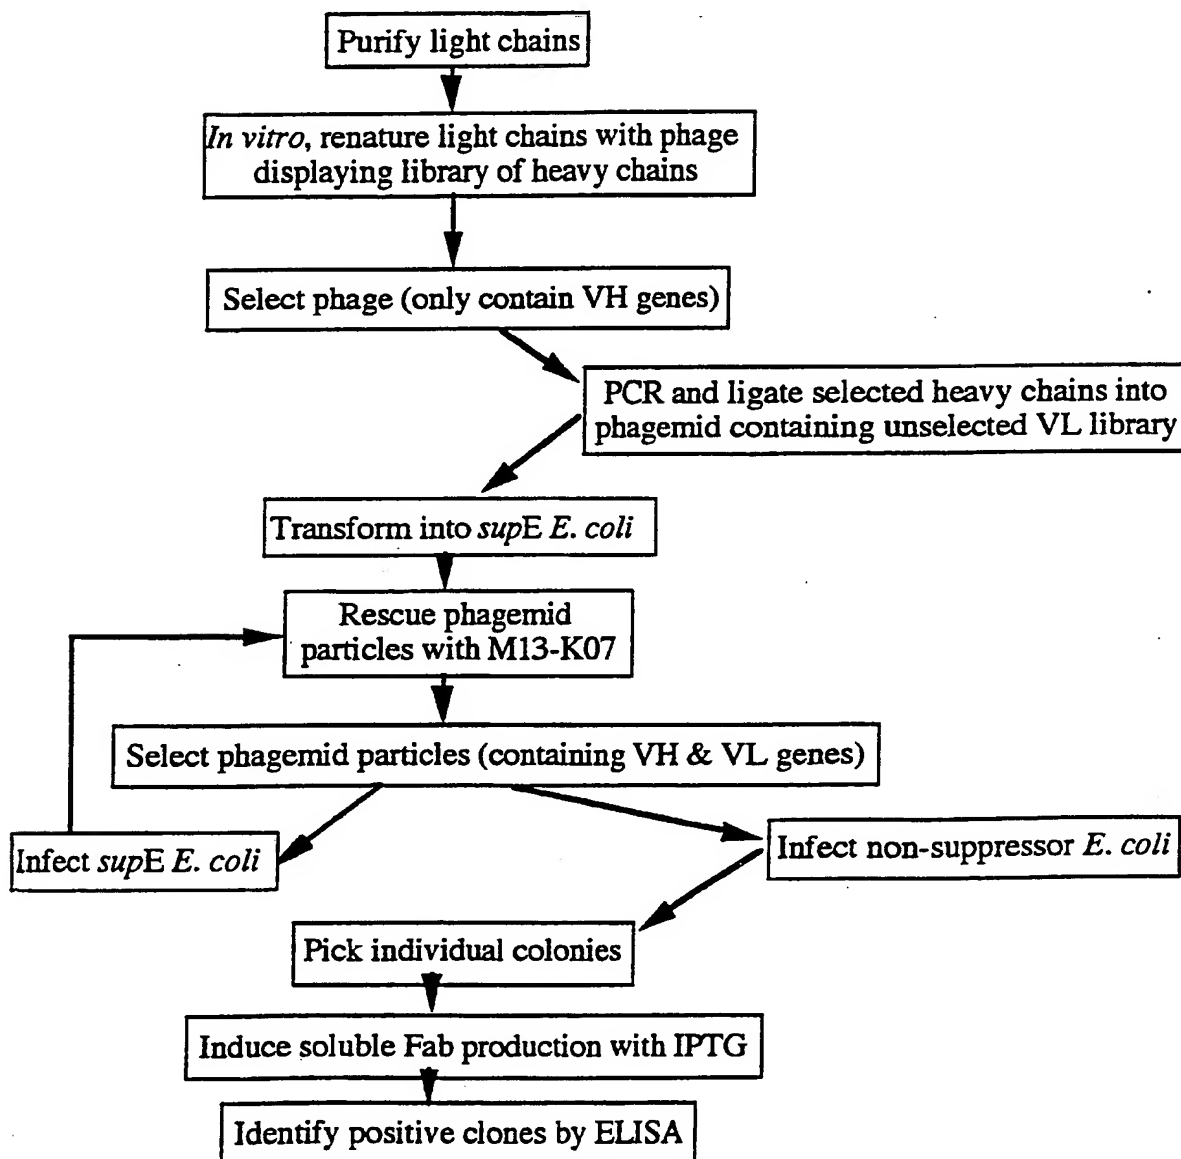 Purify light chains
In vitro, renature light chains with phage
displaying library of heavy chains
Select phage (only contain VH genes)
PCR and ligate selected heavy chains into
phagemid containing unselected VL library
Transform into supE E. coli
Rescue phagemid
particles with M13-K07
Select phagemid particles (containing VH & VL genes)
Infect supE E. coli
Infect non-suppressor E. coli
Pick individual colonies
Induce soluble Fab production with IPTG
Identify positive clones by ELISA